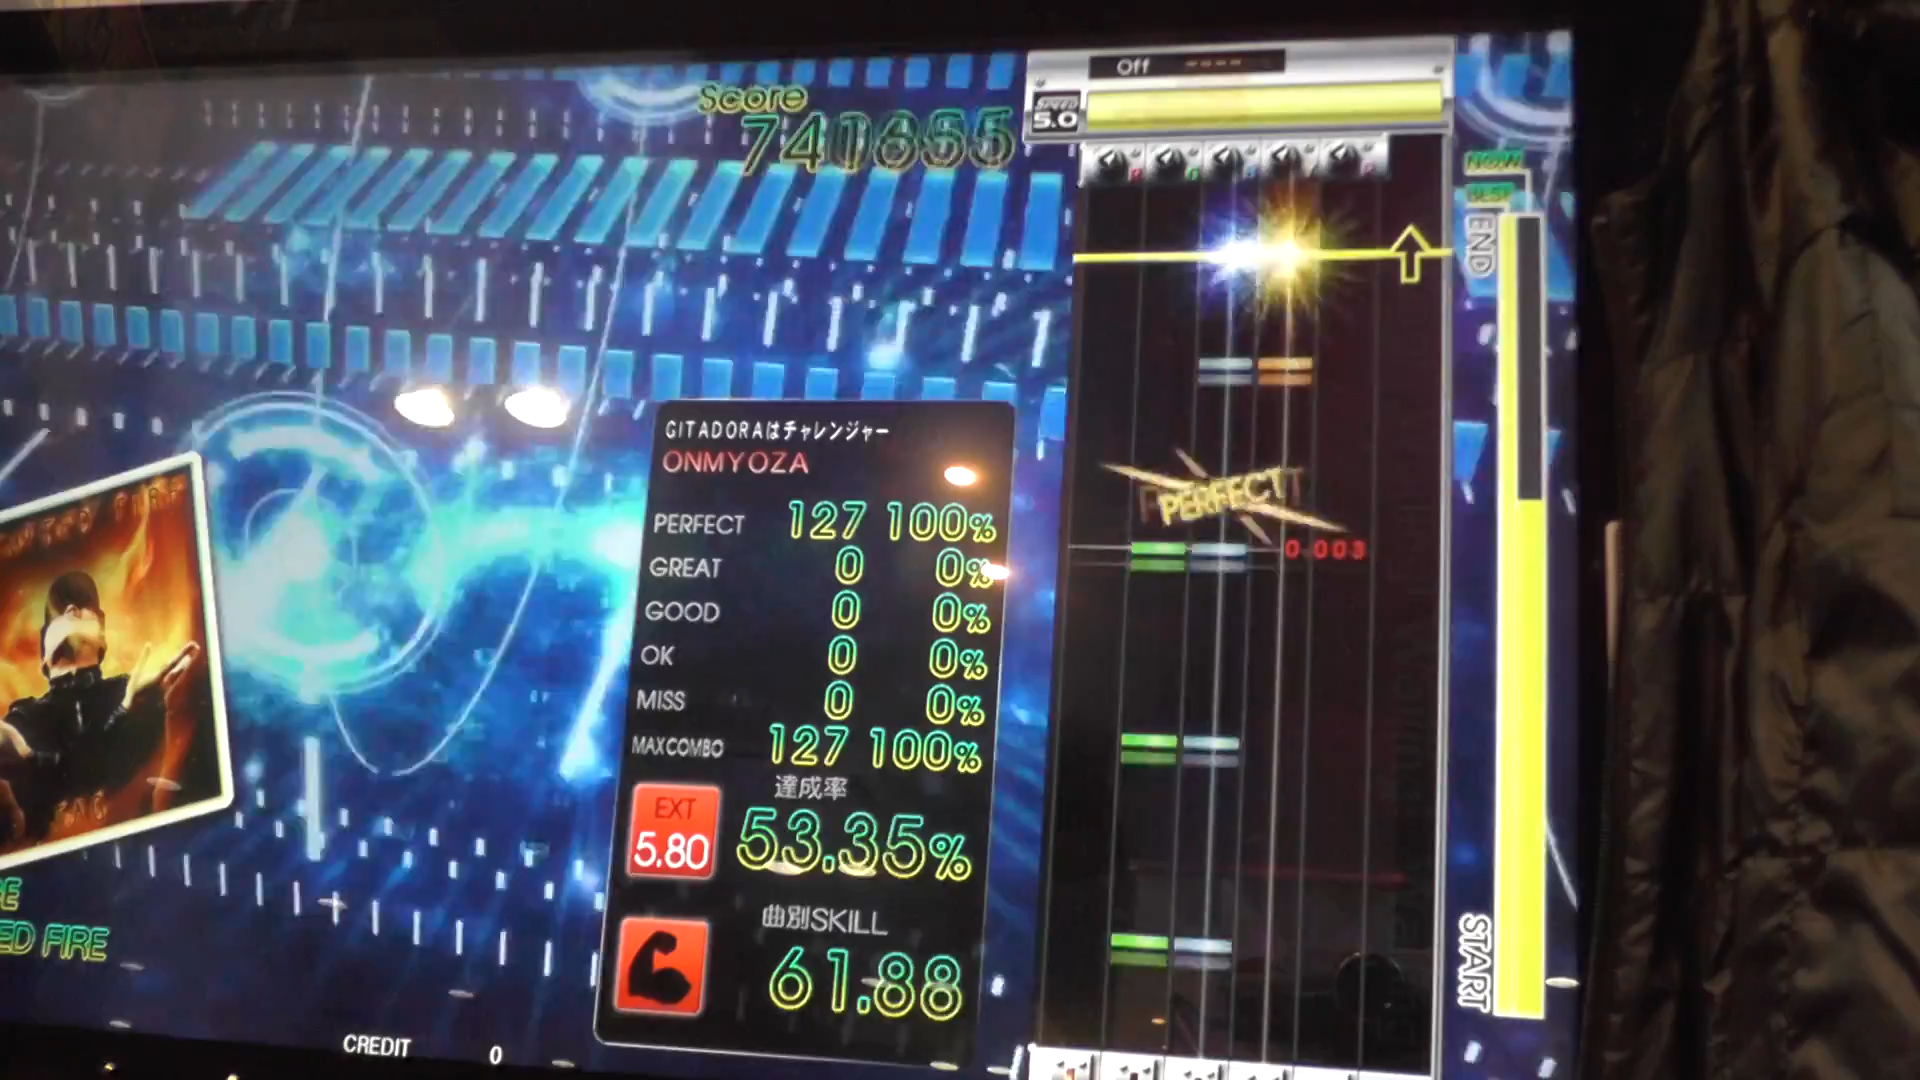 Off ----
SPEED
5.0
Score
NOW
BEST
END
GITADORAはチャレンジャー
ONMYOZA
PERFECT 127 100%
GREAT 0 0%
GOOD 0 0%
OK 0 0%
MISS 0 0%
MAXCOMBO 127 100%
達成率
EXT
5.80
53.35%
曲別SKILL
61.88
PERFECT
0.003
START
ED FIRE
CREDIT 0